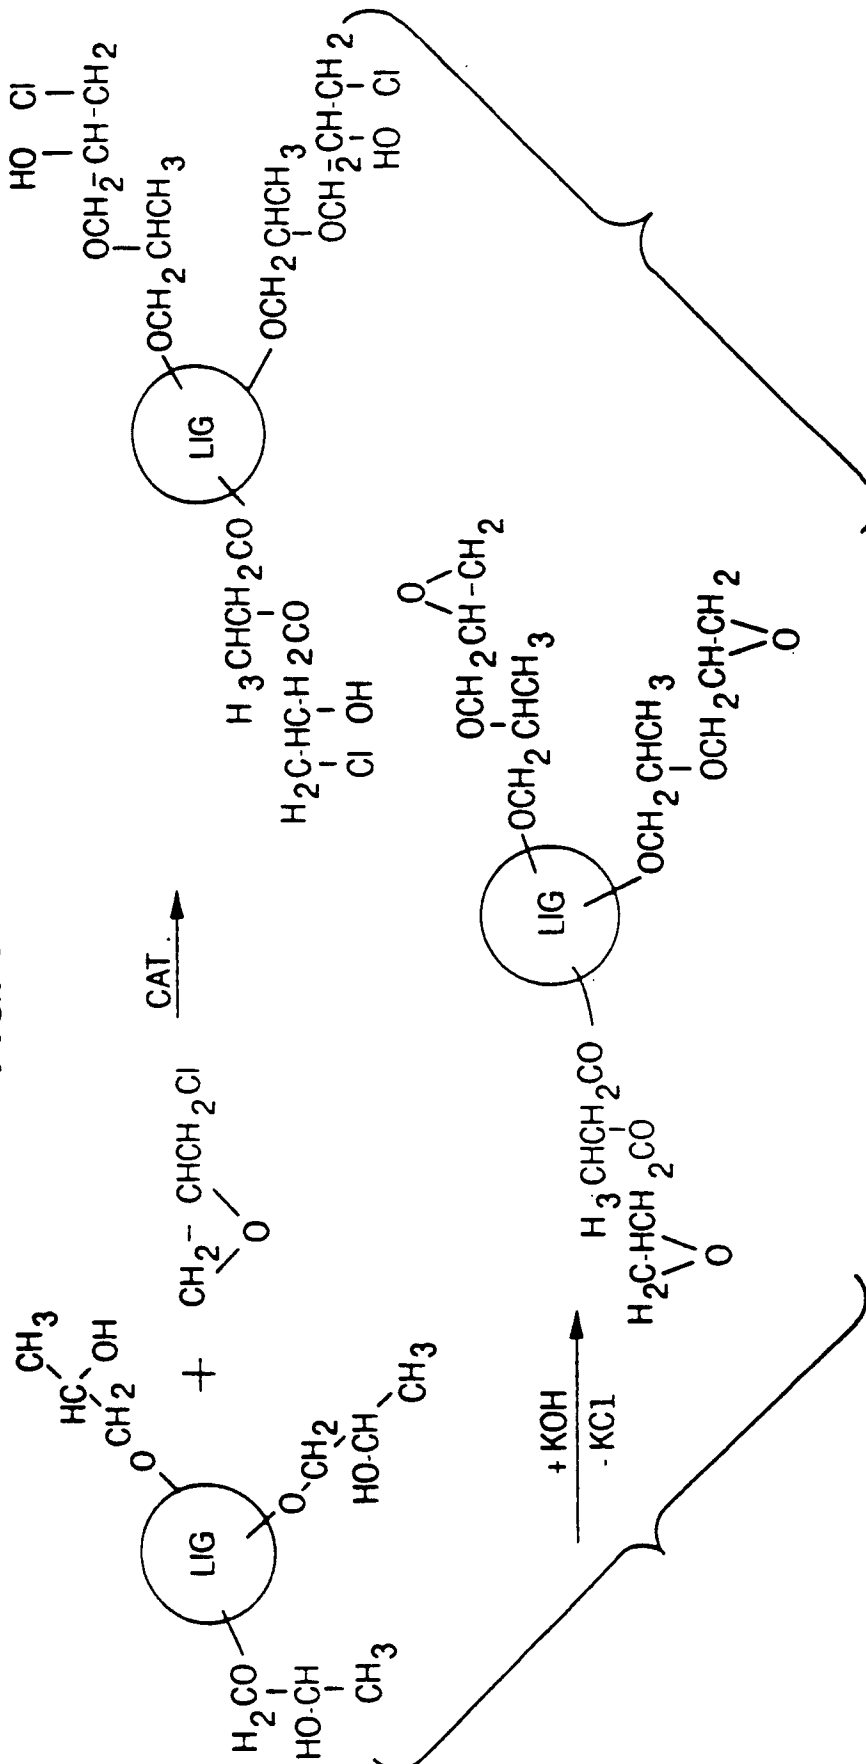 CH3
HC OH
CH2
O
LIG
H2CO
HO-CH
CH3
O CH2
HO-CH
CH3
+
CH2- CHCH2Cl
O
CAT.
HO Cl
OCH2-CH-CH2
OCH2CHCH3
LIG
OCH2CHCH3
OCH2-CH-CH2
HO Cl
H3CHCH2CO
H2C-HC-H2CO
Cl OH
+KOH
-KCl
O
OCH2CH-CH2
OCH2CHCH3
LIG
OCH2CHCH3
OCH2CH-CH2
O
H3CHCH2CO
H2C-HCH2CO
O